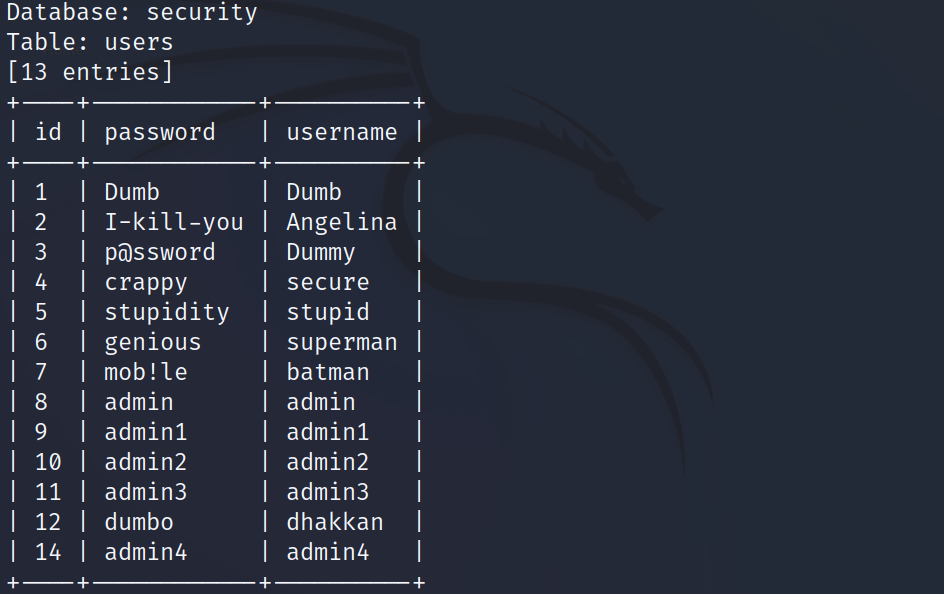 Database: security
Table: users
[13 entries]
+----+------------+----------+
| id | password   | username |
+----+------------+----------+
| 1  | Dumb       | Dumb     |
| 2  | I-kill-you | Angelina |
| 3  | p@ssword   | Dummy    |
| 4  | crappy     | secure   |
| 5  | stupidity  | stupid   |
| 6  | genious    | superman |
| 7  | mob!le     | batman   |
| 8  | admin      | admin    |
| 9  | admin1     | admin1   |
| 10 | admin2     | admin2   |
| 11 | admin3     | admin3   |
| 12 | dumbo      | dhakkan  |
| 14 | admin4     | admin4   |
+----+------------+----------+